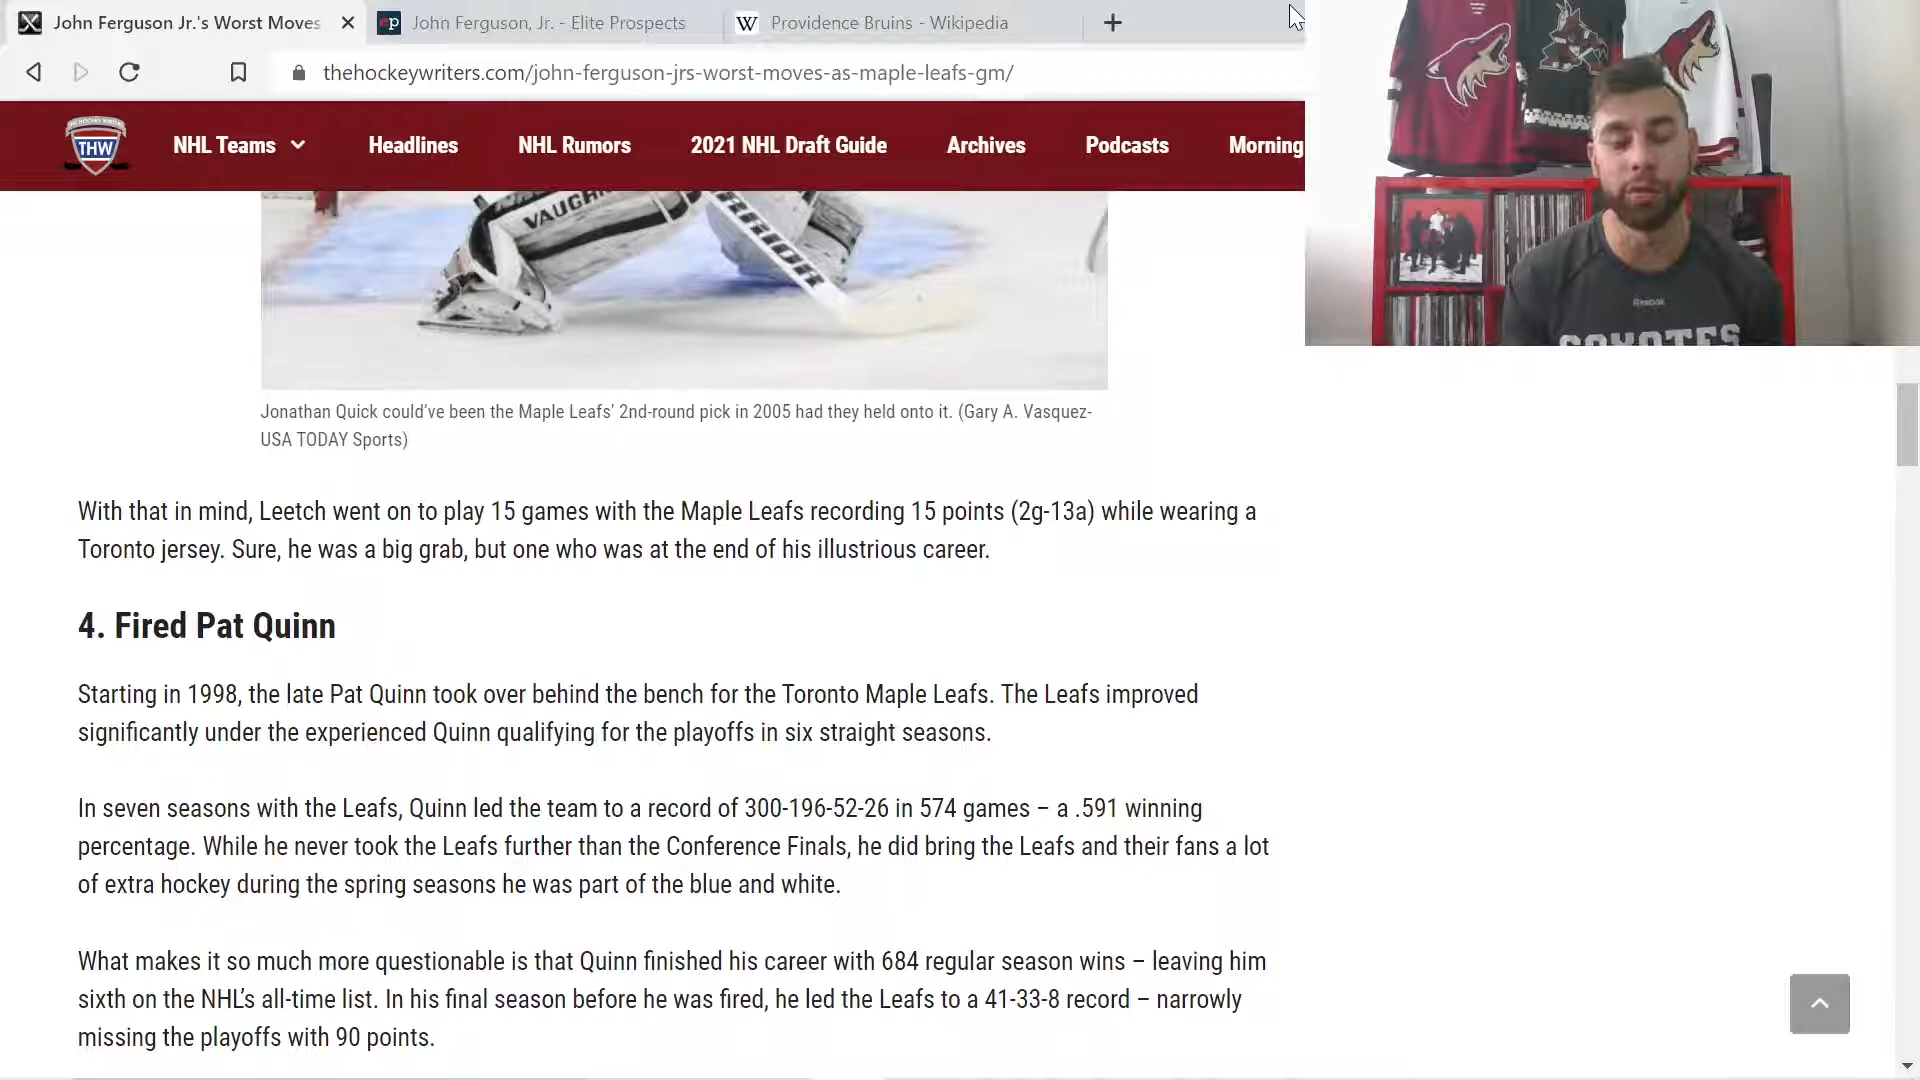 John Ferguson Jr.'s Worst Moves
John Ferguson, Jr. - Elite Prospects
Providence Bruins - Wikipedia
thehockeywriters.com/john-ferguson-jrs-worst-moves-as-maple-leafs-gm/
THW
NHL Teams
Headlines
NHL Rumors
2021 NHL Draft Guide
Archives
Podcasts
Morning
VAUGHN
Reebok
COYOTES
Jonathan Quick could've been the Maple Leafs' 2nd-round pick in 2005 had they held onto it. (Gary A. Vasquez-
USA TODAY Sports)
With that in mind, Leetch went on to play 15 games with the Maple Leafs recording 15 points (2g-13a) while wearing a
Toronto jersey. Sure, he was a big grab, but one who was at the end of his illustrious career.
4. Fired Pat Quinn
Starting in 1998, the late Pat Quinn took over behind the bench for the Toronto Maple Leafs. The Leafs improved
significantly under the experienced Quinn qualifying for the playoffs in six straight seasons.
In seven seasons with the Leafs, Quinn led the team to a record of 300-196-52-26 in 574 games – a .591 winning
percentage. While he never took the Leafs further than the Conference Finals, he did bring the Leafs and their fans a lot
of extra hockey during the spring seasons he was part of the blue and white.
What makes it so much more questionable is that Quinn finished his career with 684 regular season wins – leaving him
sixth on the NHL's all-time list. In his final season before he was fired, he led the Leafs to a 41-33-8 record – narrowly
missing the playoffs with 90 points.